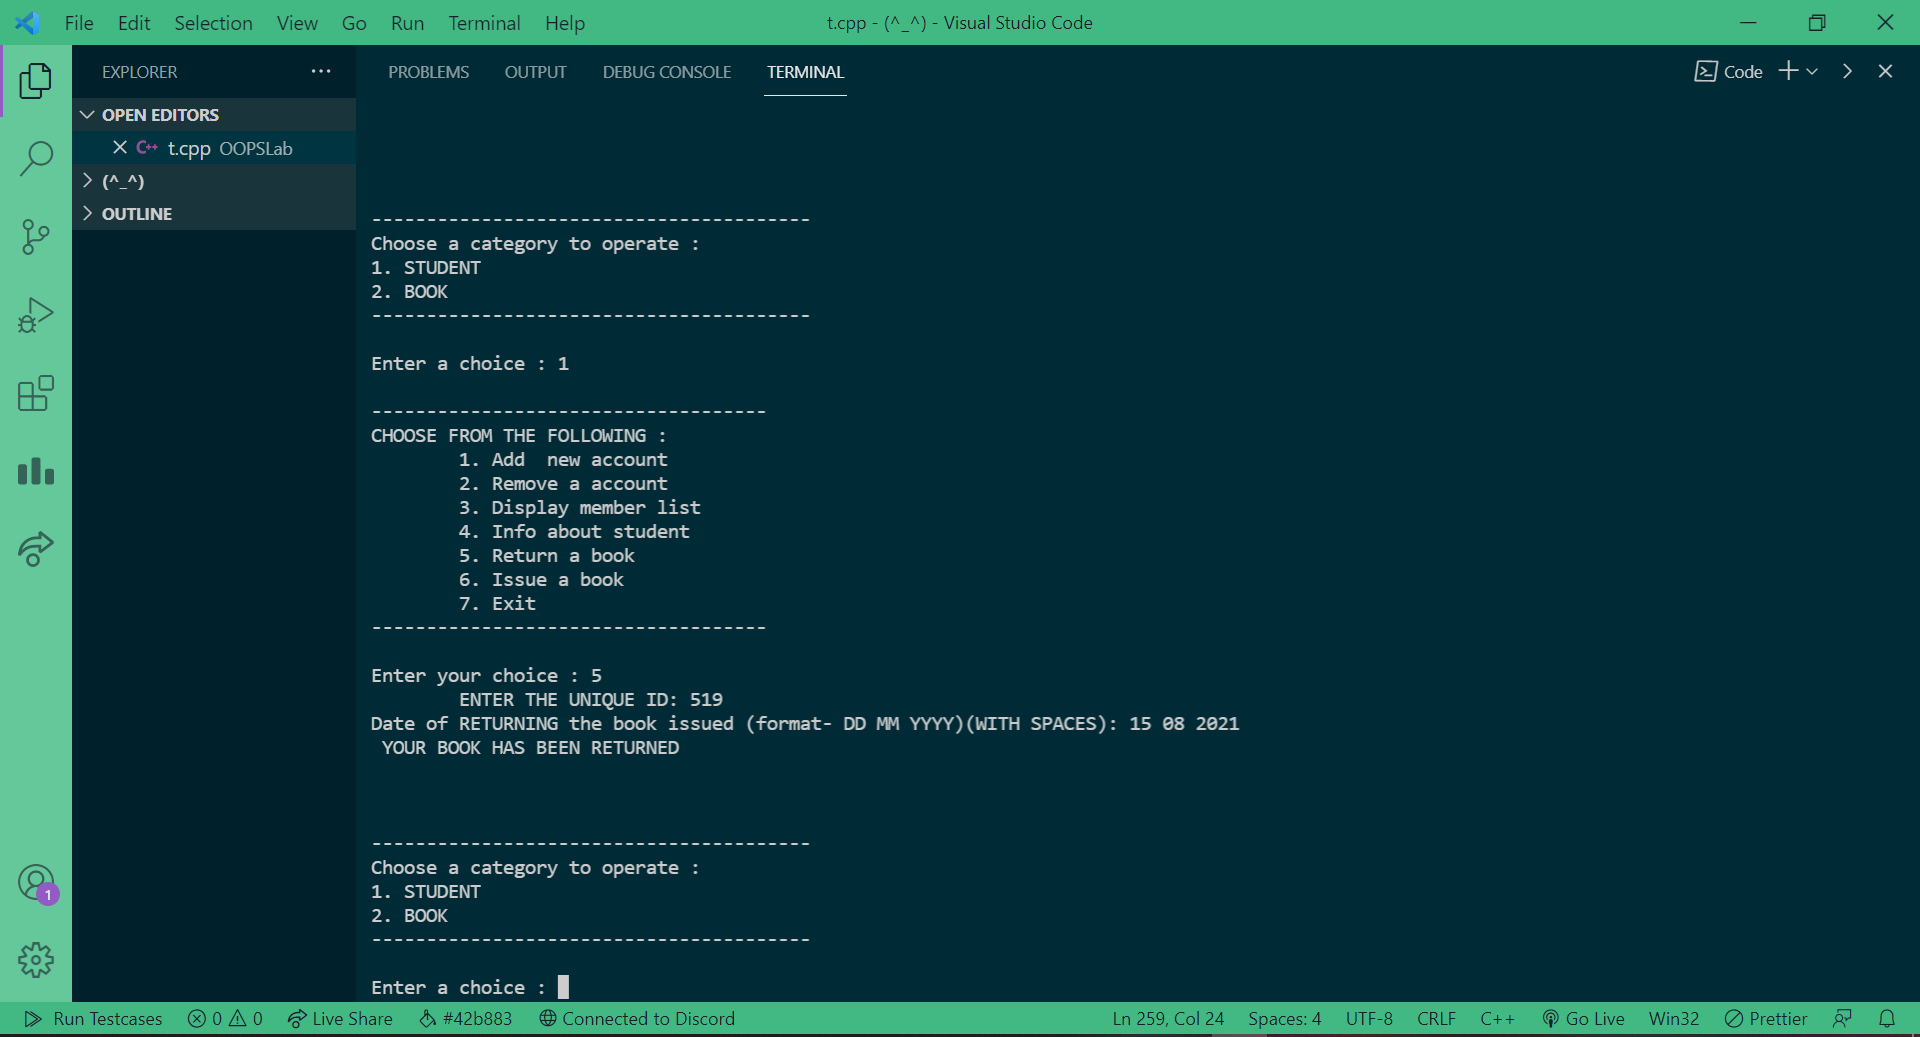 File Edit Selection View Go Run Terminal Help t.cpp - (^_^) - Visual Studio Code
EXPLORER ··· PROBLEMS OUTPUT DEBUG CONSOLE TERMINAL Code
OPEN EDITORS
C++ t.cpp OOPSLab
(^_^)
OUTLINE
----------------------------------------
Choose a category to operate :
1. STUDENT
2. BOOK
----------------------------------------
Enter a choice : 1
------------------------------------
CHOOSE FROM THE FOLLOWING :
1. Add  new account
2. Remove a account
3. Display member list
4. Info about student
5. Return a book
6. Issue a book
7. Exit
------------------------------------
Enter your choice : 5
ENTER THE UNIQUE ID: 519
Date of RETURNING the book issued (format- DD MM YYYY)(WITH SPACES): 15 08 2021
YOUR BOOK HAS BEEN RETURNED
----------------------------------------
Choose a category to operate :
1. STUDENT
2. BOOK
----------------------------------------
Enter a choice :
1
Run Testcases 0 0 Live Share #42b883 Connected to Discord Ln 259, Col 24 Spaces: 4 UTF-8 CRLF C++ Go Live Win32 Prettier